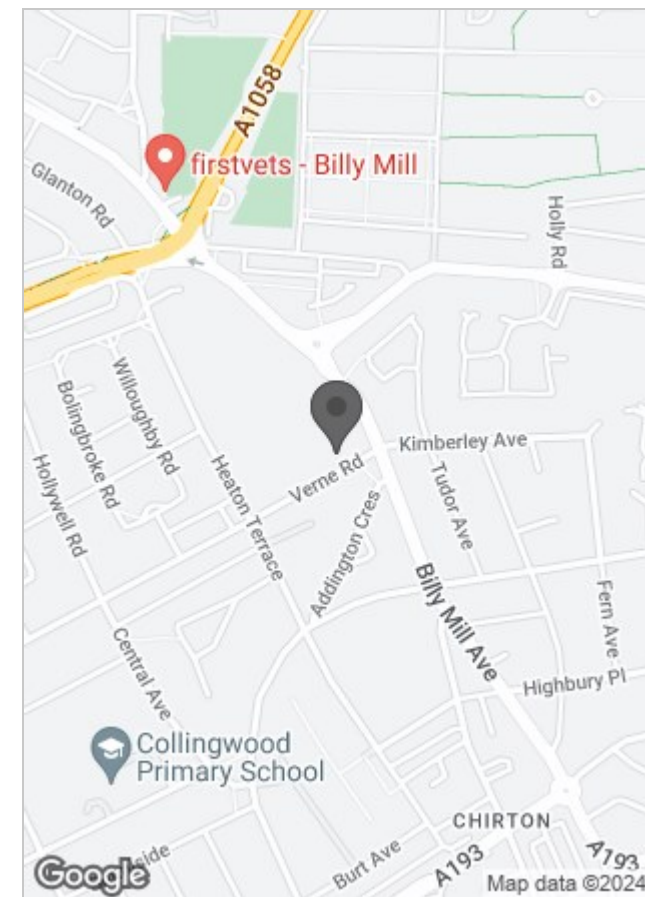 A1058
firstvets - Billy Mill
Glanton Rd
Holly Rd
Willoughby Rd
Bolingbroke Rd
Hollywell Rd
Heaton Terrace
Verne Rd
Kimberley Ave
Tudor Ave
Addington Cres
Billy Mill Ave
Fern Ave
Central Ave
Highbury Pl
Collingwood
Primary School
CHIRTON
Burt Ave
A193
A193
Google
Map data ©2024